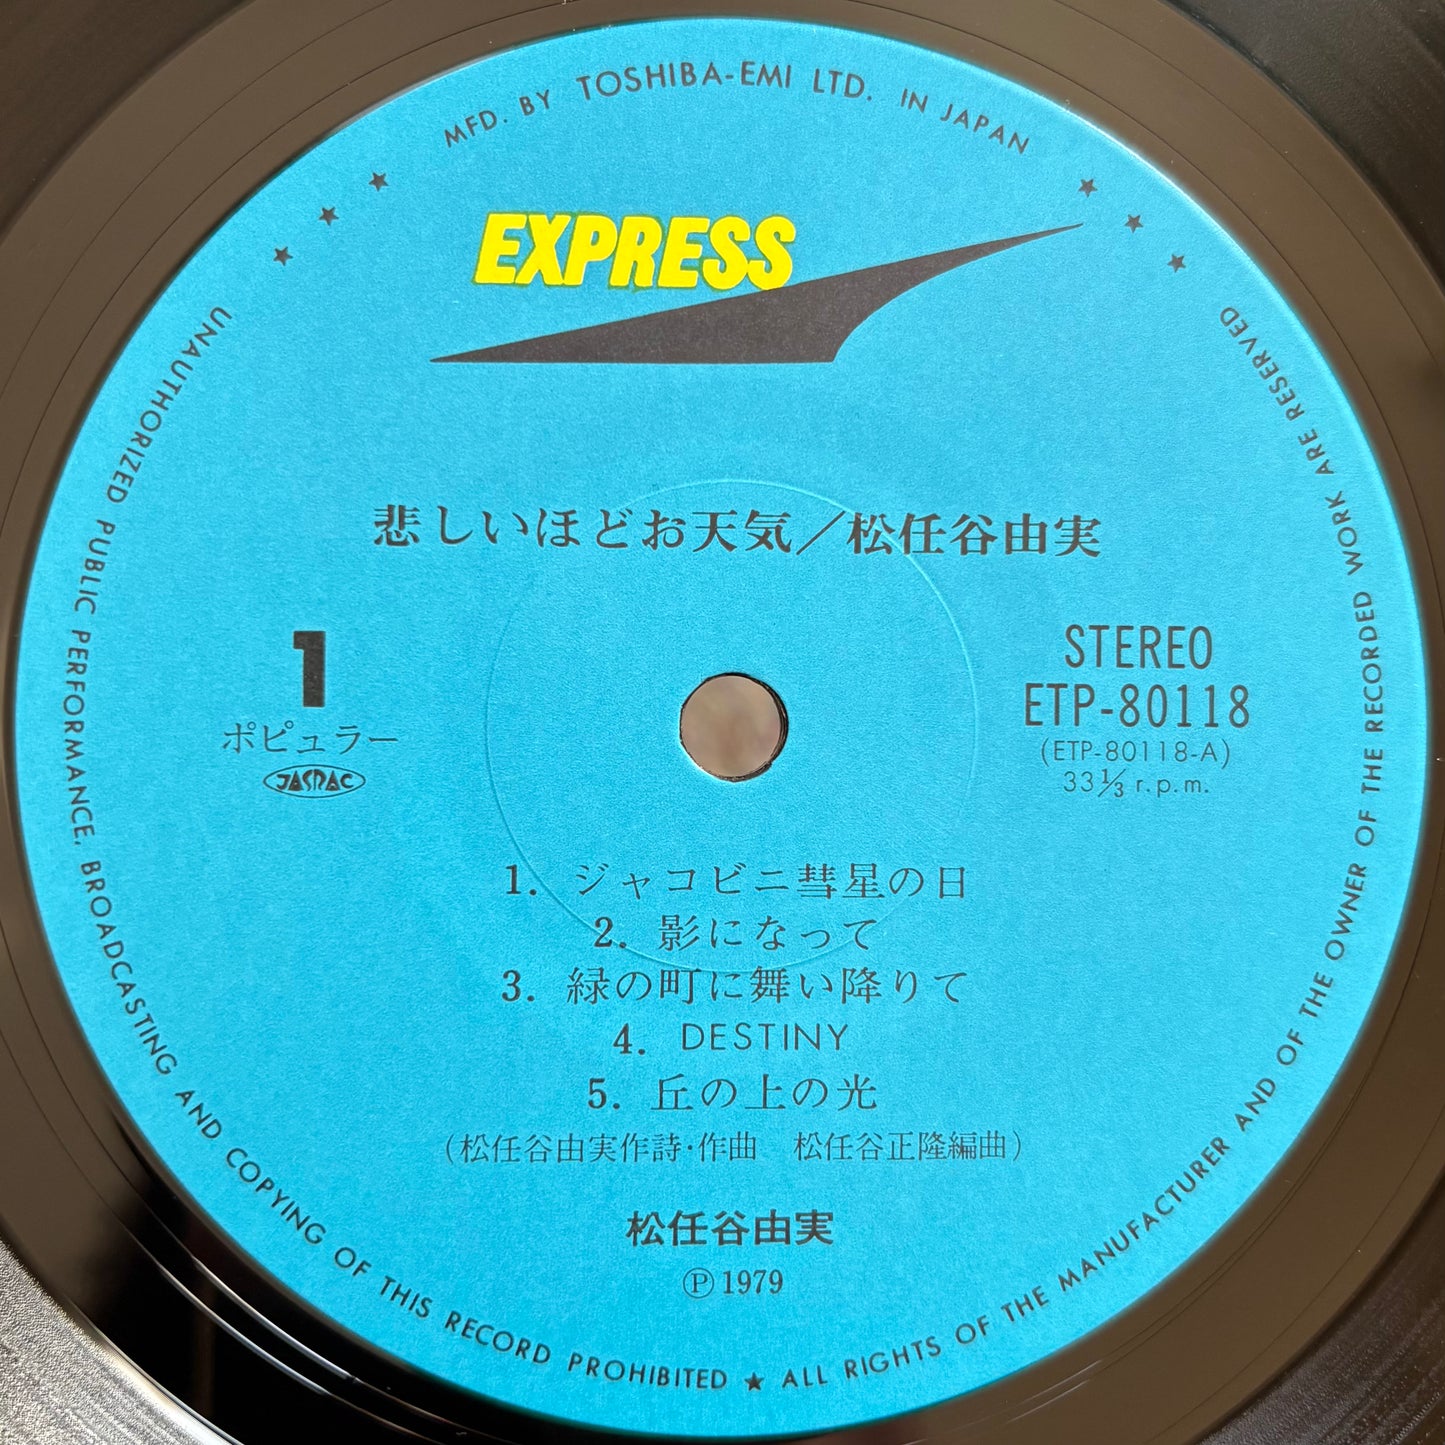 MFD. BY TOSHIBA-EMI LTD. IN JAPAN
EXPRESS
悲しいほどお天気／松任谷由実
1
ポピュラー
JASRAC
STEREO
ETP-80118
(ETP-80118-A)
33⅓ r.p.m.
1. ジャコビニ彗星の日
2. 影になって
3. 緑の町に舞い降りて
4. DESTINY
5. 丘の上の光
(松任谷由実作詩・作曲　松任谷正隆編曲)
松任谷由実
Ⓟ1979
UNAUTHORIZED PUBLIC PERFORMANCE, BROADCASTING AND COPYING OF THIS RECORD PROHIBITED ★ ALL RIGHTS OF THE MANUFACTURER AND OF THE OWNER OF THE RECORDED WORK ARE RESERVED